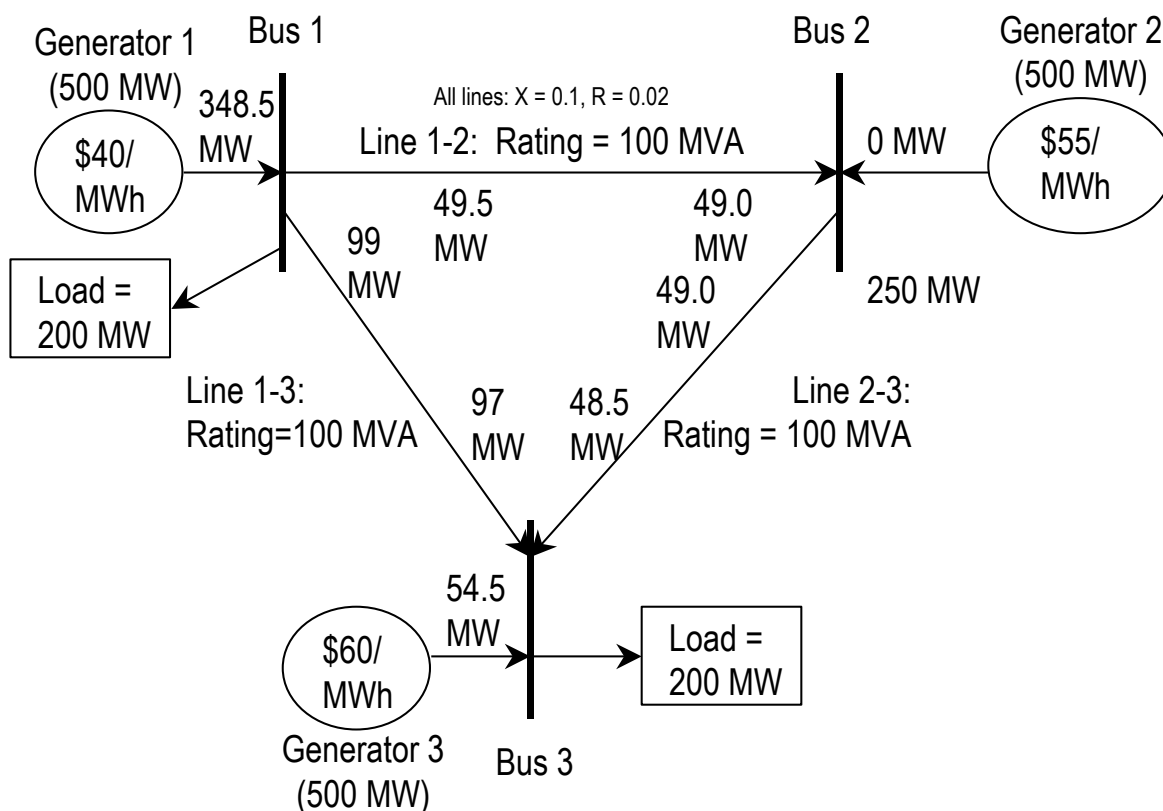 Generator 1
(500 MW)
$40/
MWh
348.5
MW
Bus 1
All lines: X = 0.1, R = 0.02
Line 1-2: Rating = 100 MVA
Bus 2
Generator 2
(500 MW)
$55/
MWh
0 MW
49.5
MW
49.0
MW
99
MW
49.0
MW
250 MW
Load =
200 MW
Line 1-3:
Rating=100 MVA
97
MW
48.5
MW
Line 2-3:
Rating = 100 MVA
54.5
MW
$60/
MWh
Load =
200 MW
Generator 3
(500 MW)
Bus 3